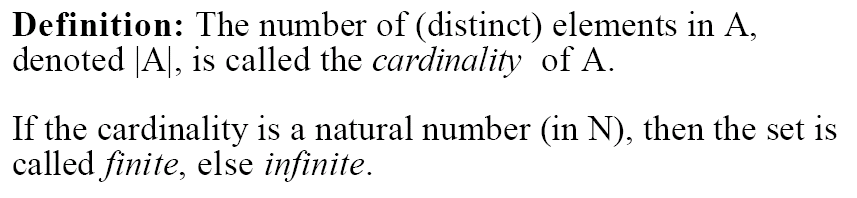 Definition: The number of (distinct) elements in A,
denoted |A|, is called the cardinality of A.
If the cardinality is a natural number (in N), then the set is
called finite, else infinite.